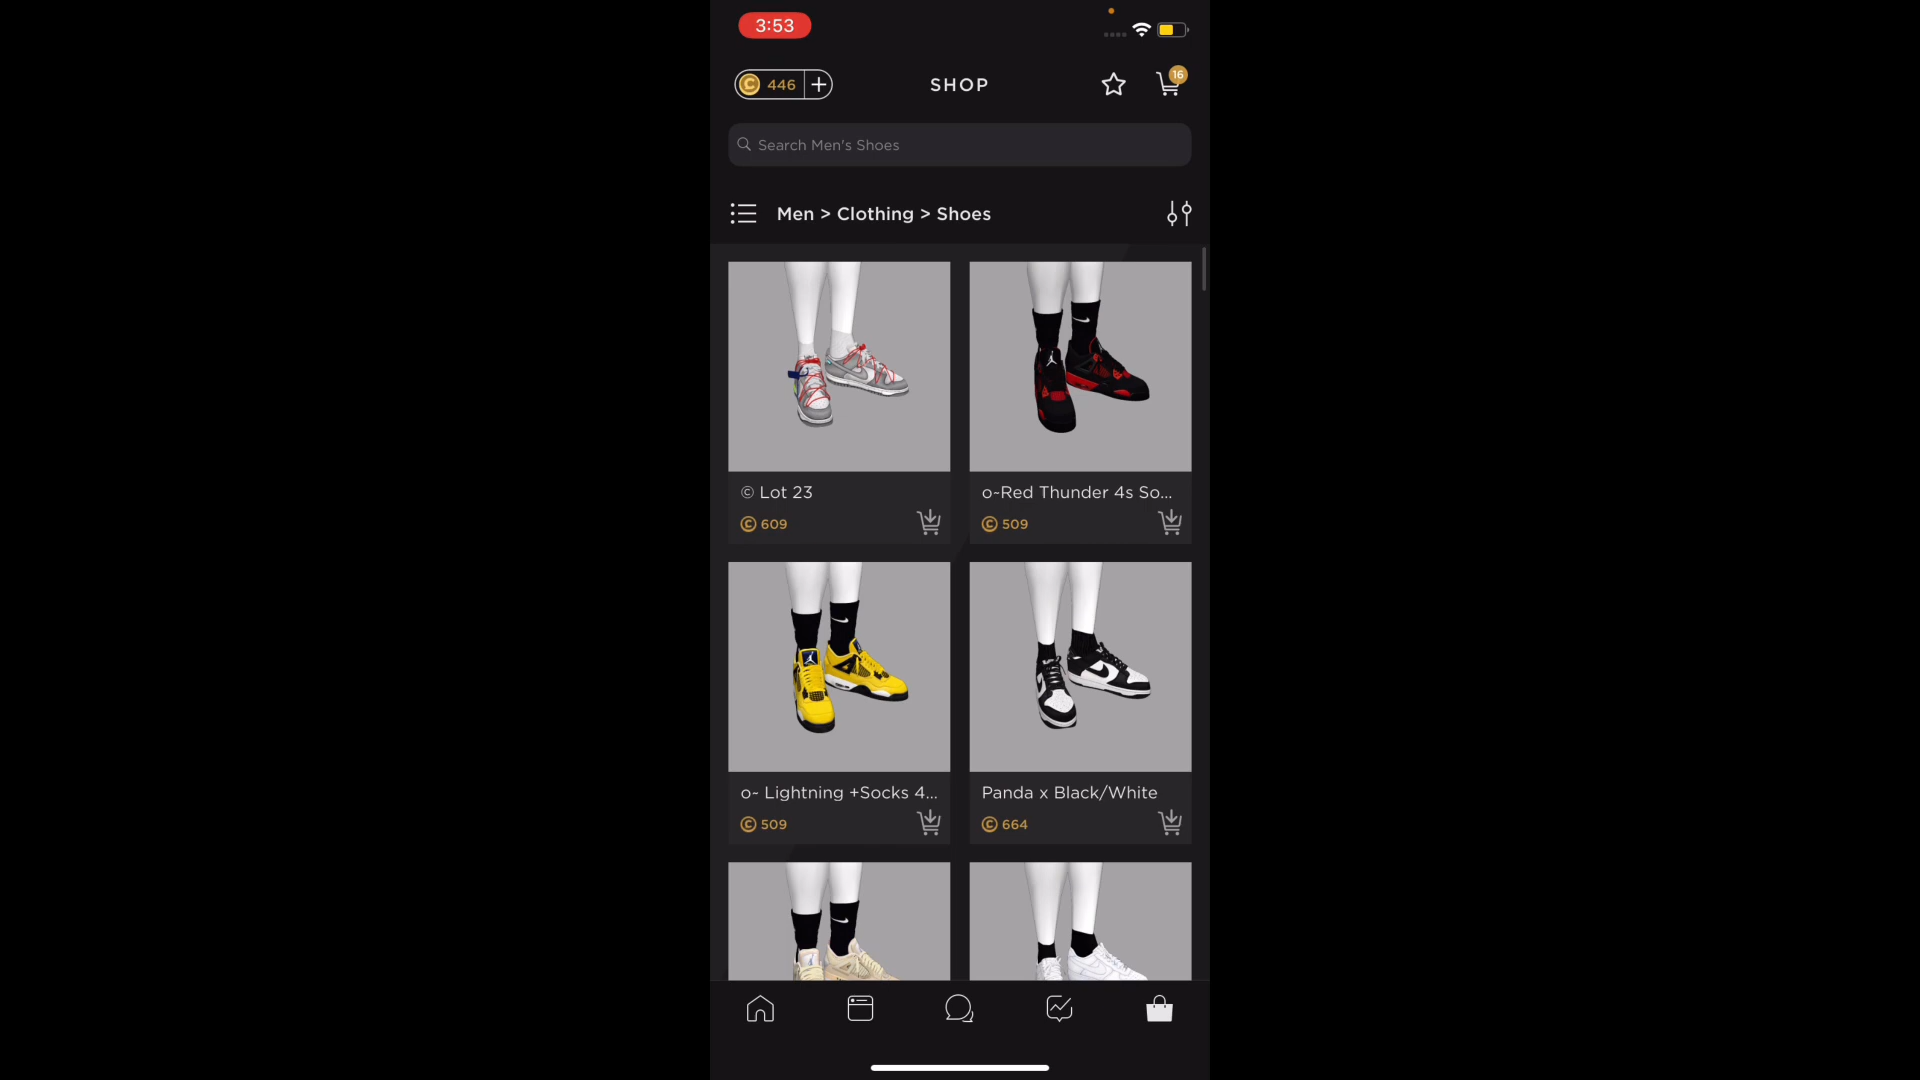 3:53
446
SHOP
16
Search Men's Shoes
Men > Clothing > Shoes
© Lot 23
609
o~Red Thunder 4s So...
509
o~ Lightning +Socks 4...
509
Panda x Black/White
664